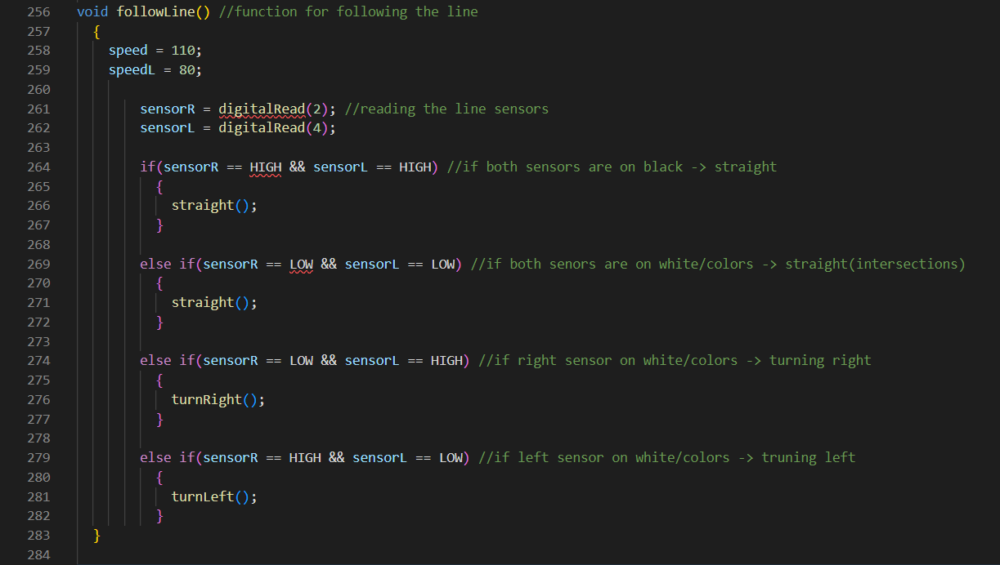 256 void followLine() //function for following the line
257 {
258 speed = 110;
259 speedL = 80;
260
261 sensorR = digitalRead(2); //reading the line sensors
262 sensorL = digitalRead(4);
263
264 if(sensorR == HIGH && sensorL == HIGH) //if both sensors are on black -> straight
265 {
266 straight();
267 }
268
269 else if(sensorR == LOW && sensorL == LOW) //if both senors are on white/colors -> straight(intersections)
270 {
271 straight();
272 }
273
274 else if(sensorR == LOW && sensorL == HIGH) //if right sensor on white/colors -> turning right
275 {
276 turnRight();
277 }
278
279 else if(sensorR == HIGH && sensorL == LOW) //if left sensor on white/colors -> truning left
280 {
281 turnLeft();
282 }
283 }
284